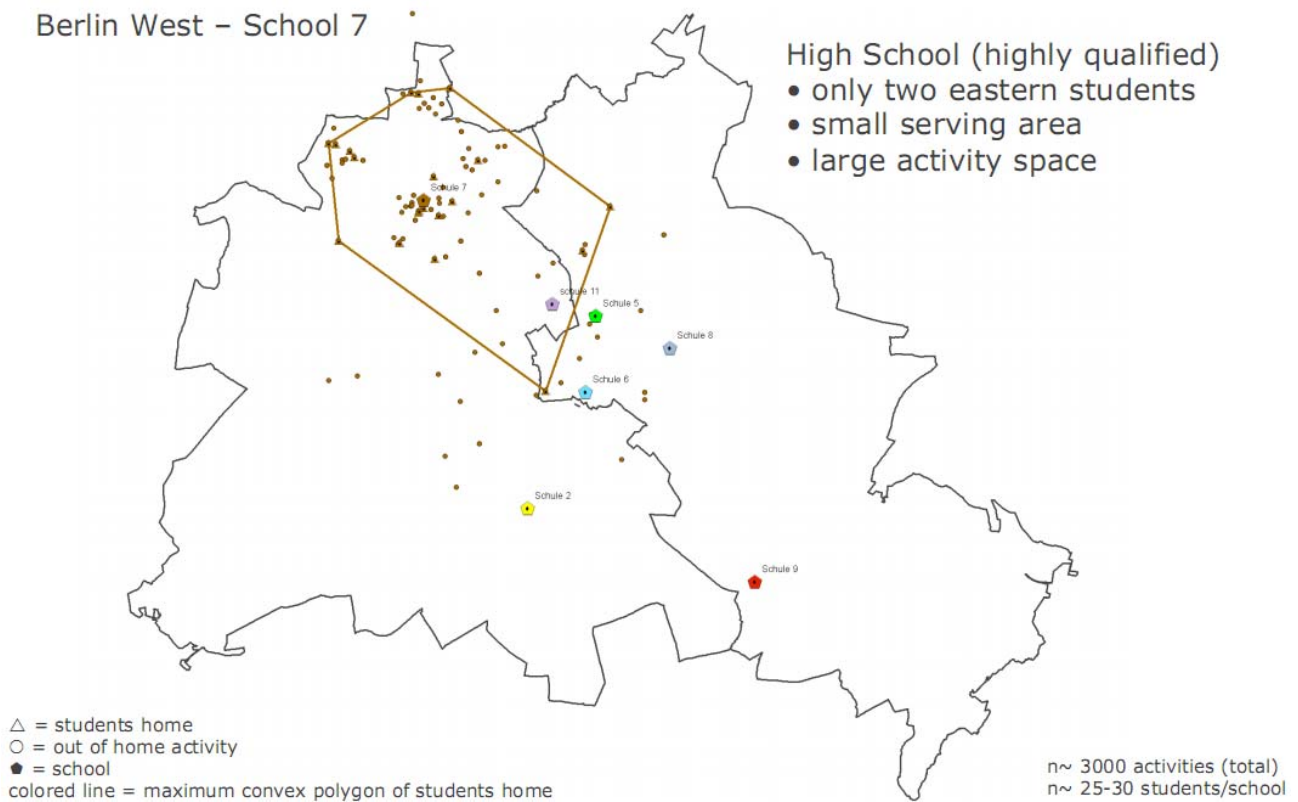 Berlin West – School 7
High School (highly qualified)
• only two eastern students
• small serving area
• large activity space
Schule 7
schule 11
Schule 5
Schule 8
Schule 6
Schule 2
Schule 9
△ = students home
○ = out of home activity
⬟ = school
colored line = maximum convex polygon of students home
n~ 3000 activities (total)
n~ 25-30 students/school